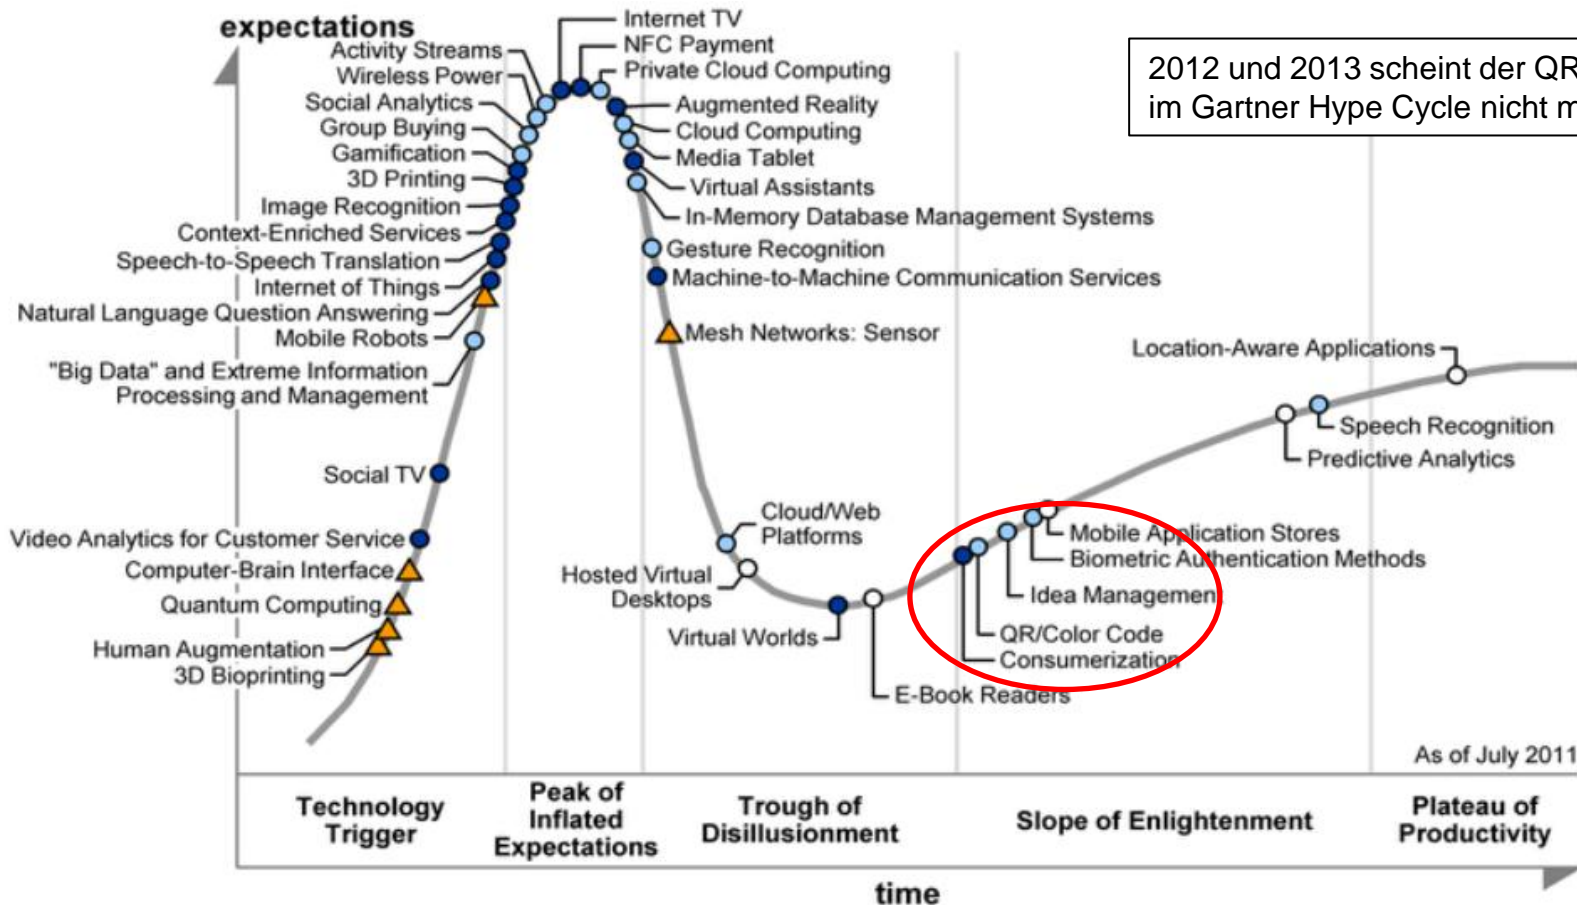 expectations
Internet TV
NFC Payment
Private Cloud Computing
Activity Streams
Wireless Power
Social Analytics
Group Buying
Gamification
3D Printing
Image Recognition
Context-Enriched Services
Speech-to-Speech Translation
Internet of Things
Natural Language Question Answering
Mobile Robots
"Big Data" and Extreme Information
Processing and Management
Social TV
Video Analytics for Customer Service
Computer-Brain Interface
Quantum Computing
Human Augmentation
3D Bioprinting
Augmented Reality
Cloud Computing
Media Tablet
Virtual Assistants
In-Memory Database Management Systems
Gesture Recognition
Machine-to-Machine Communication Services
Mesh Networks: Sensor
Cloud/Web
Platforms
Hosted Virtual
Desktops
Virtual Worlds
E-Book Readers
Consumerization
QR/Color Code
Idea Management
Biometric Authentication Methods
Mobile Application Stores
Predictive Analytics
Speech Recognition
Location-Aware Applications
2012 und 2013 scheint der QR
im Gartner Hype Cycle nicht m
As of July 2011
Technology
Trigger
Peak of
Inflated
Expectations
Trough of
Disillusionment
Slope of Enlightenment
Plateau of
Productivity
time